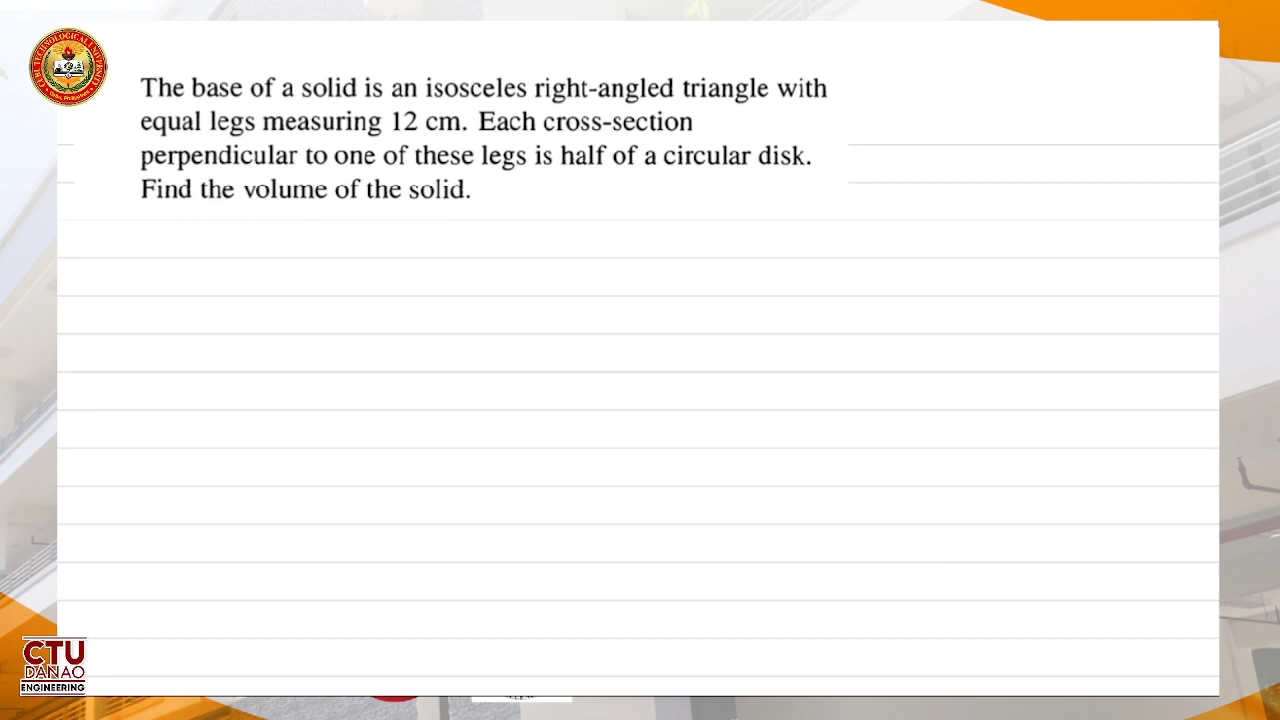 The base of a solid is an isosceles right-angled triangle with
equal legs measuring 12 cm. Each cross-section
perpendicular to one of these legs is half of a circular disk.
Find the volume of the solid.
CTU
DANAO
ENGINEERING